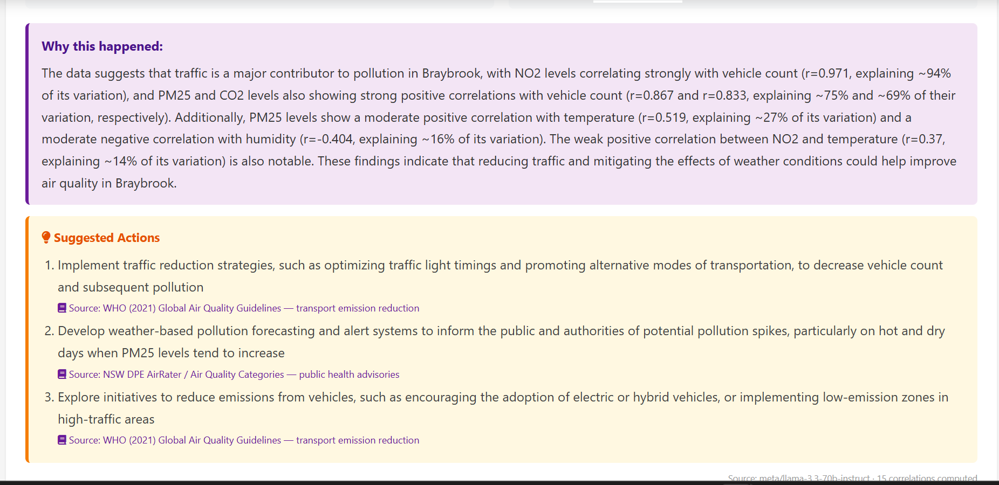 Why this happened:
The data suggests that traffic is a major contributor to pollution in Braybrook, with NO2 levels correlating strongly with vehicle count (r=0.971, explaining ~94%
of its variation), and PM25 and CO2 levels also showing strong positive correlations with vehicle count (r=0.867 and r=0.833, explaining ~75% and ~69% of their
variation, respectively). Additionally, PM25 levels show a moderate positive correlation with temperature (r=0.519, explaining ~27% of its variation) and a
moderate negative correlation with humidity (r=-0.404, explaining ~16% of its variation). The weak positive correlation between NO2 and temperature (r=0.37,
explaining ~14% of its variation) is also notable. These findings indicate that reducing traffic and mitigating the effects of weather conditions could help improve
air quality in Braybrook.
Suggested Actions
1. Implement traffic reduction strategies, such as optimizing traffic light timings and promoting alternative modes of transportation, to decrease vehicle count
and subsequent pollution
Source: WHO (2021) Global Air Quality Guidelines — transport emission reduction
2. Develop weather-based pollution forecasting and alert systems to inform the public and authorities of potential pollution spikes, particularly on hot and dry
days when PM25 levels tend to increase
Source: NSW DPE AirRater / Air Quality Categories — public health advisories
3. Explore initiatives to reduce emissions from vehicles, such as encouraging the adoption of electric or hybrid vehicles, or implementing low-emission zones in
high-traffic areas
Source: WHO (2021) Global Air Quality Guidelines — transport emission reduction
Source: meta/llama-3.3-70b-instruct · 15 correlations computed